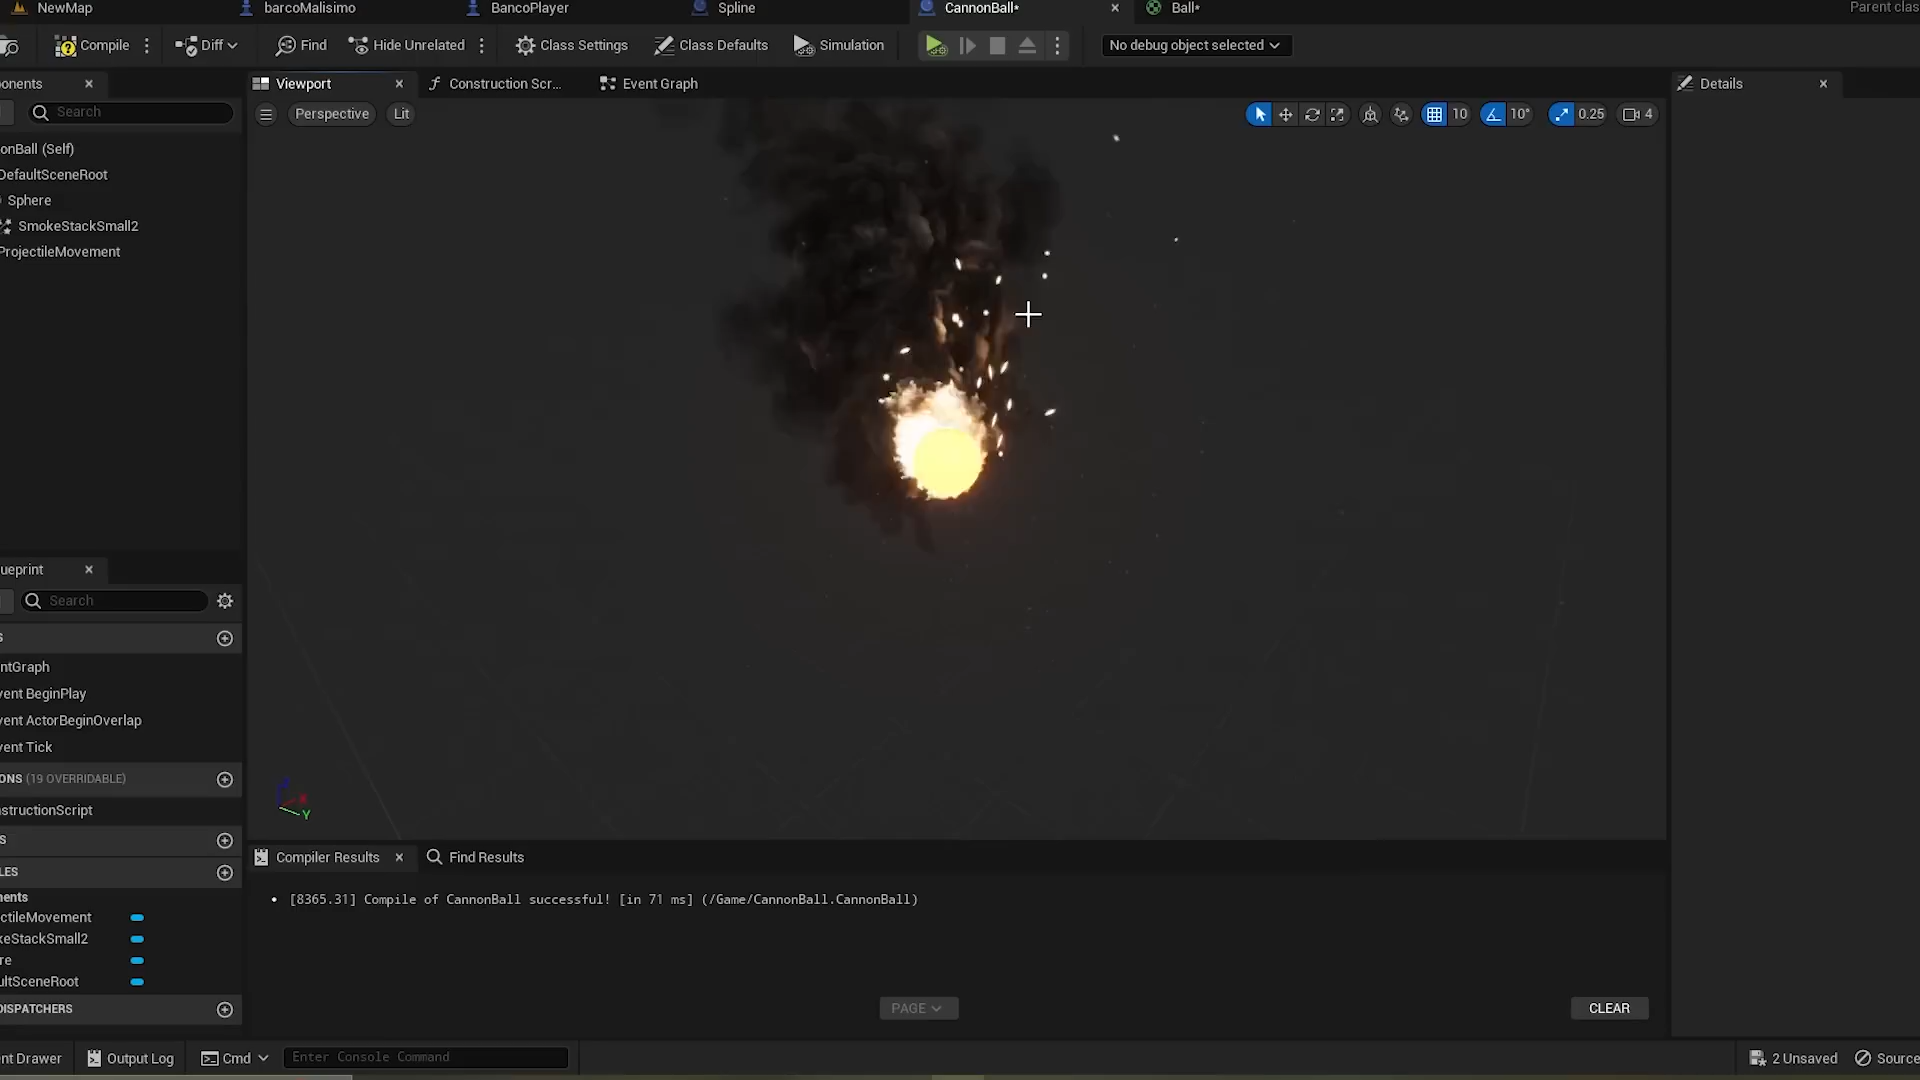 NewMap barcoMalisimo BancoPlayer Spline CannonBall* Ball* Parent clas
Compile Diff Find Hide Unrelated Class Settings Class Defaults Simulation No debug object selected
onents Viewport Construction Scr... Event Graph Details
Search Perspective Lit 10 10° 0.25 4
onBall (Self)
DefaultSceneRoot
Sphere
SmokeStackSmall2
ProjectileMovement
ueprint
Search
S
ntGraph
vent BeginPlay
vent ActorBeginOverlap
vent Tick
ONS (19 OVERRIDABLE)
nstructionScript
S
LES
nents
ctileMovement
keStackSmall2
re
ultSceneRoot
DISPATCHERS
Y
Compiler Results Find Results
[8365.31] Compile of CannonBall successful! [in 71 ms] (/Game/CannonBall.CannonBall)
PAGE CLEAR
nt Drawer Output Log Cmd Enter Console Command 2 Unsaved Source